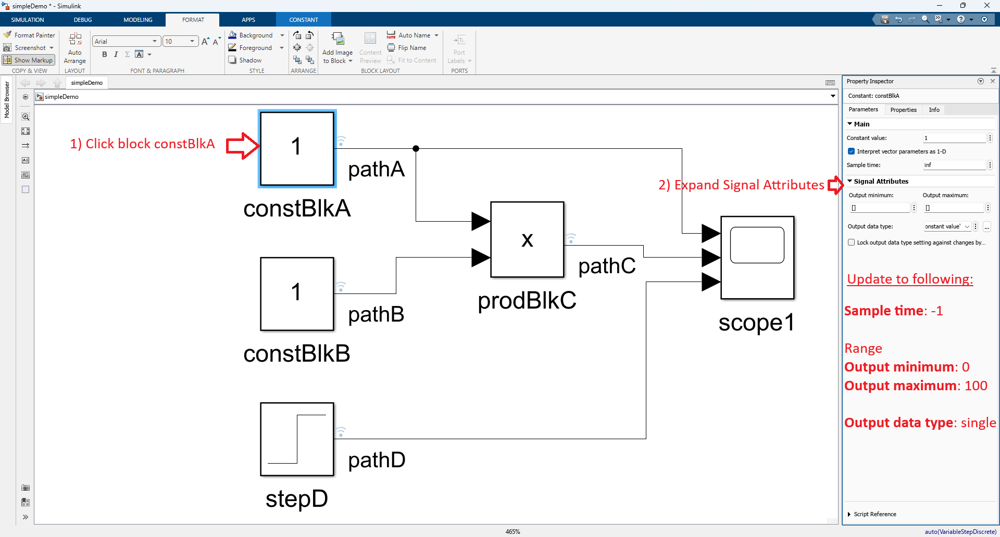 simpleDemo * - Simulink
SIMULATION DEBUG MODELING FORMAT APPS CONSTANT
Format Painter
Screenshot
Show Markup
COPY & VIEW
Auto
Arrange
LAYOUT
Arial 10 A A
B I Σ A
FONT & PARAGRAPH
Background
Foreground
Shadow
STYLE
ARRANGE
Add Image
to Block
Content
Preview
Auto Name
Flip Name
Fit to Content
BLOCK LAYOUT
Port
Labels
PORTS
Model Browser
simpleDemo
simpleDemo
1) Click block constBlkA
1
pathA
constBlkA
1
pathB
constBlkB
x
pathC
prodBlkC
scope1
pathD
stepD
2) Expand Signal Attributes
Property Inspector
Constant: constBlkA
Parameters Properties Info
Main
Constant value: 1
Interpret vector parameters as 1-D
Sample time: inf
Signal Attributes
Output minimum: Output maximum:
[] []
Output data type: onstant value' ...
Lock output data type setting against changes by...
Update to following:
Sample time: -1
Range
Output minimum: 0
Output maximum: 100
Output data type: single
Script Reference
465%
auto(VariableStepDiscrete)